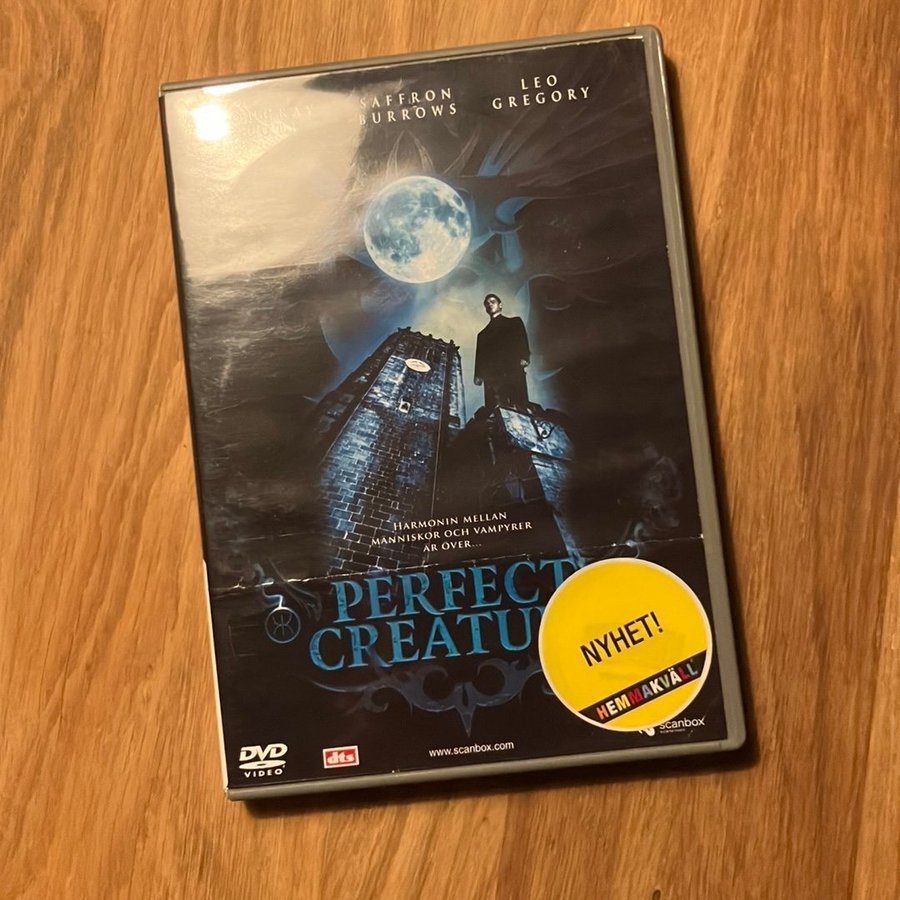 SAFFRON
BURROWS
LEO
GREGORY
HARMONIN MELLAN
MÄNNISKOR OCH VAMPYRER
ÄR ÖVER...
PERFECT
CREATU
NYHET!
HEMMAKVÄLL
DVD
VIDEO
dts
www.scanbox.com
scanbox